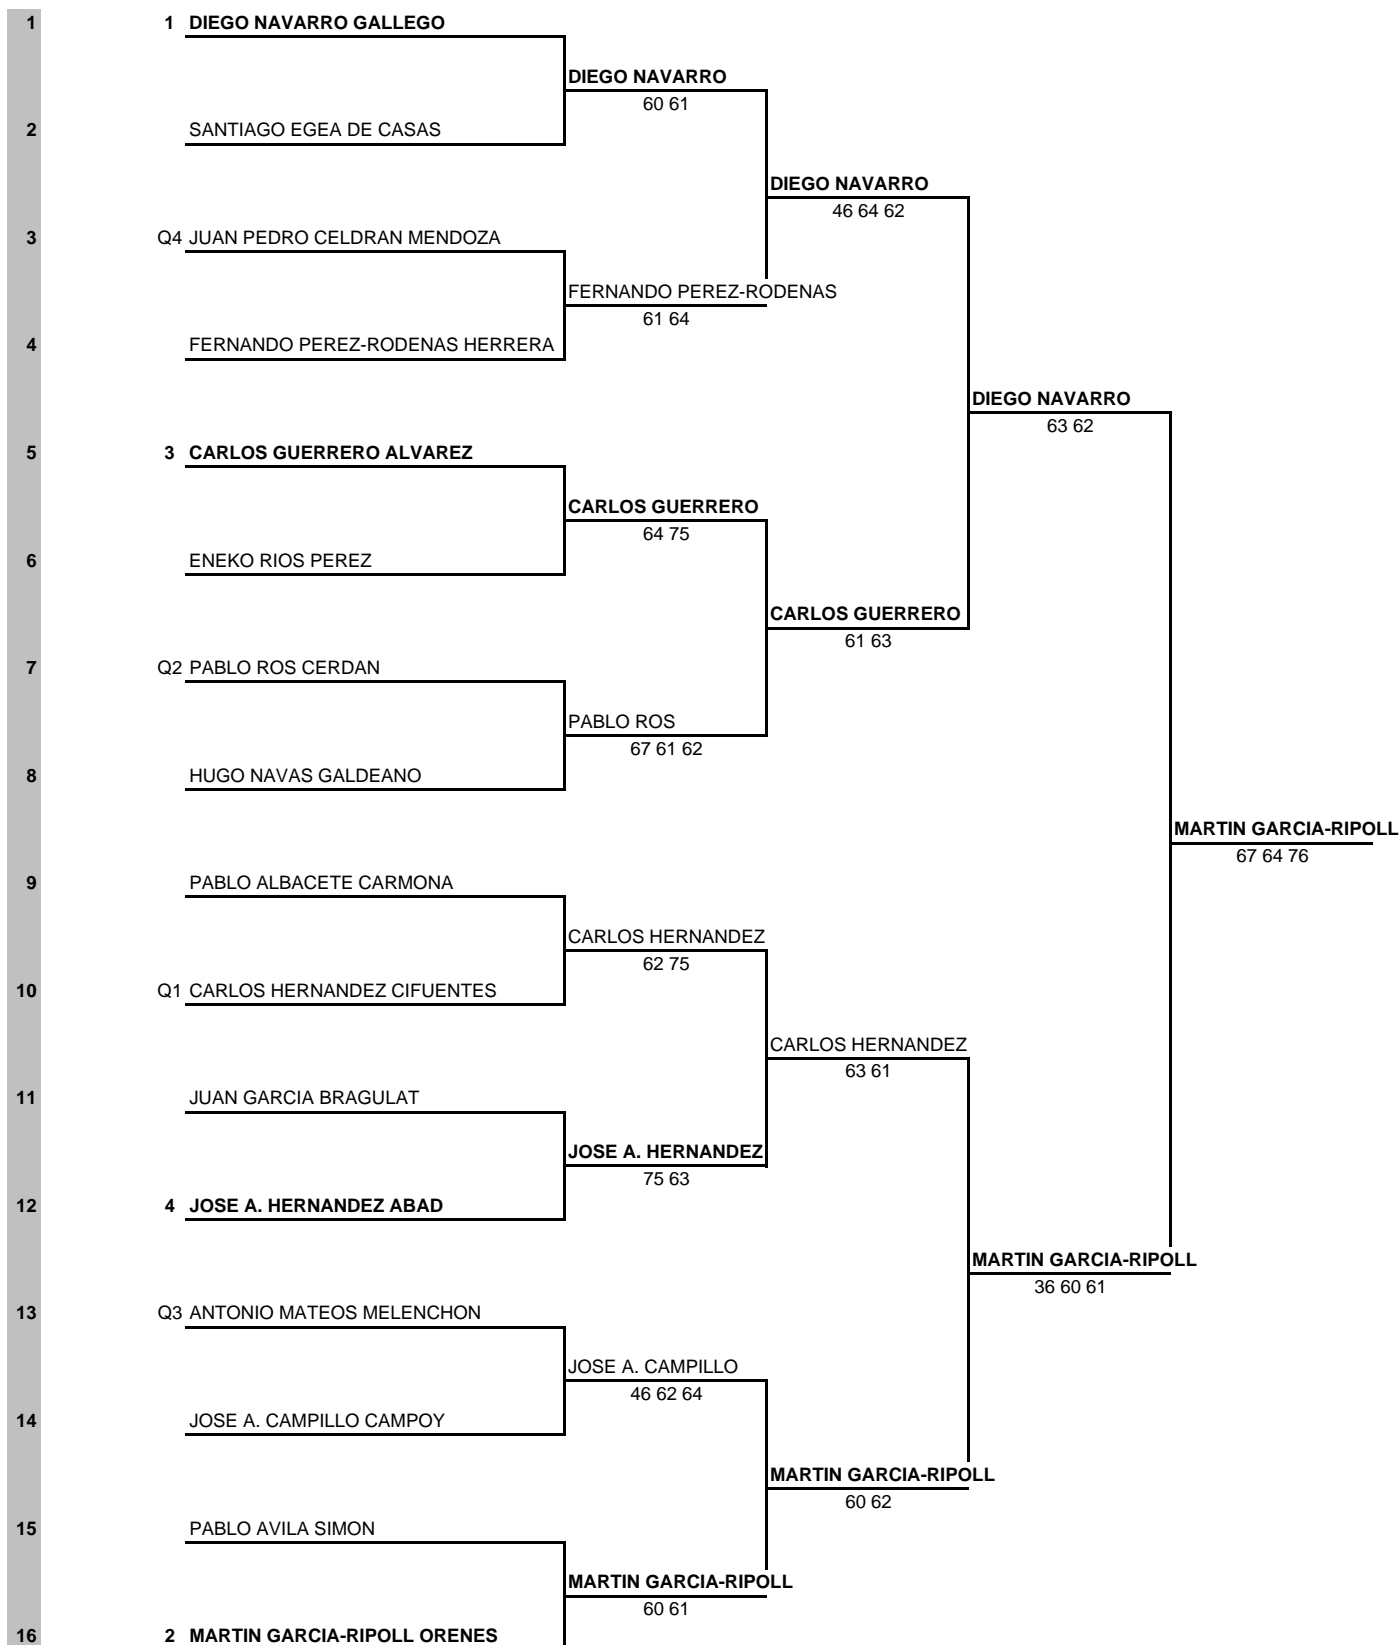 1 1 DIEGO NAVARRO GALLEGO
DIEGO NAVARRO
60 61
2 SANTIAGO EGEA DE CASAS
DIEGO NAVARRO
46 64 62
3 Q4 JUAN PEDRO CELDRAN MENDOZA
FERNANDO PEREZ-RODENAS
61 64
4 FERNANDO PEREZ-RODENAS HERRERA
DIEGO NAVARRO
63 62
5 3 CARLOS GUERRERO ALVAREZ
CARLOS GUERRERO
64 75
6 ENEKO RIOS PEREZ
CARLOS GUERRERO
61 63
7 Q2 PABLO ROS CERDAN
PABLO ROS
67 61 62
8 HUGO NAVAS GALDEANO
MARTIN GARCIA-RIPOLL
67 64 76
9 PABLO ALBACETE CARMONA
CARLOS HERNANDEZ
62 75
10 Q1 CARLOS HERNANDEZ CIFUENTES
CARLOS HERNANDEZ
63 61
11 JUAN GARCIA BRAGULAT
JOSE A. HERNANDEZ
75 63
12 4 JOSE A. HERNANDEZ ABAD
MARTIN GARCIA-RIPOLL
36 60 61
13 Q3 ANTONIO MATEOS MELENCHON
JOSE A. CAMPILLO
46 62 64
14 JOSE A. CAMPILLO CAMPOY
MARTIN GARCIA-RIPOLL
60 62
15 PABLO AVILA SIMON
MARTIN GARCIA-RIPOLL
60 61
16 2 MARTIN GARCIA-RIPOLL ORENES